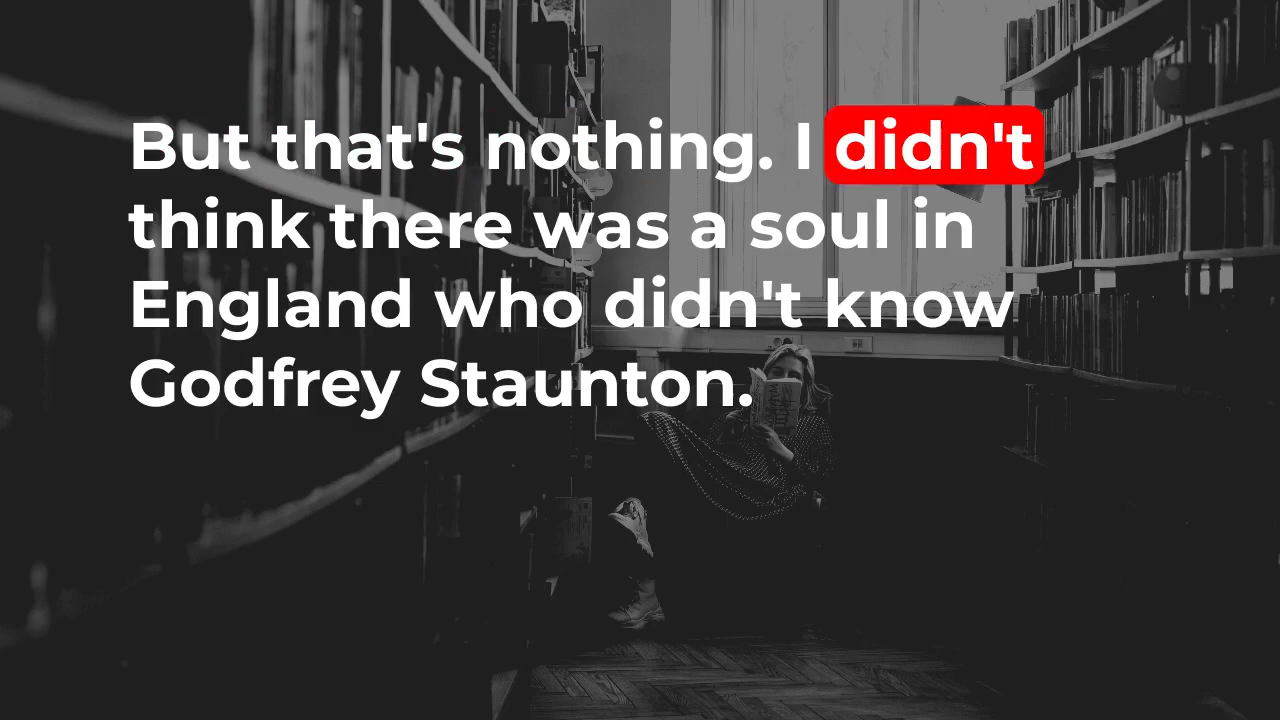 But that's nothing. I didn't
think there was a soul in
England who didn't know
Godfrey Staunton.